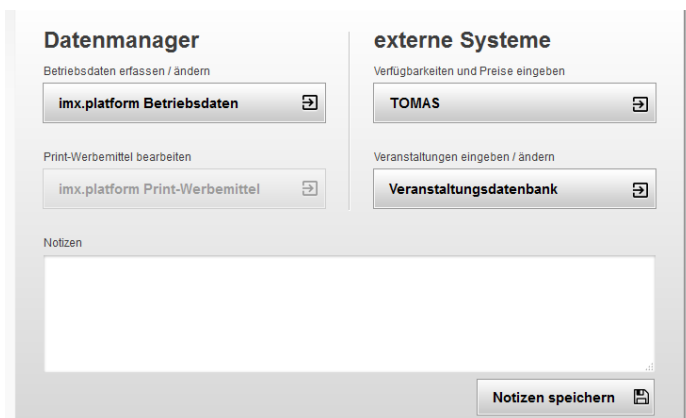 Datenmanager
Betriebsdaten erfassen / ändern
imx.platform Betriebsdaten
Print-Werbemittel bearbeiten
imx.platform Print-Werbemittel
externe Systeme
Verfügbarkeiten und Preise eingeben
TOMAS
Veranstaltungen eingeben / ändern
Veranstaltungsdatenbank
Notizen
Notizen speichern